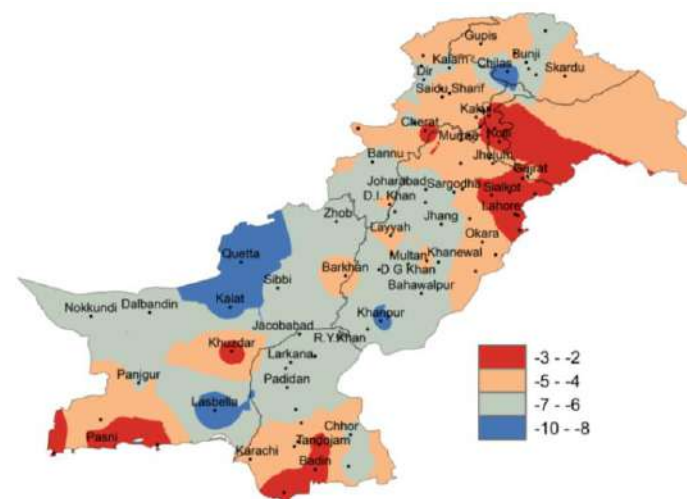 Gupis
Bunji
Kalam
Chilas
Skardu
Dir
Saidu Sharif
Kakul
Cherat
Murree
Kotli
Bannu
Jhelum
Gujrat
Joharabad
Sargodha
Sialkot
D.I. Khan
Lahore
Zhob
Jhang
Layyah
Okara
Quetta
Multan
Khanewal
Barkhan
D G Khan
Sibbi
Bahawalpur
Kalat
Nokkundi
Dalbandin
Khanpur
Jacobabad
R.Y.Khan
Khuzdar
Larkana
Panjgur
Padidan
Lasbella
Chhor
Pasni
Tandojam
Karachi
Badin
-3 - -2
-5 - -4
-7 - -6
-10 - -8